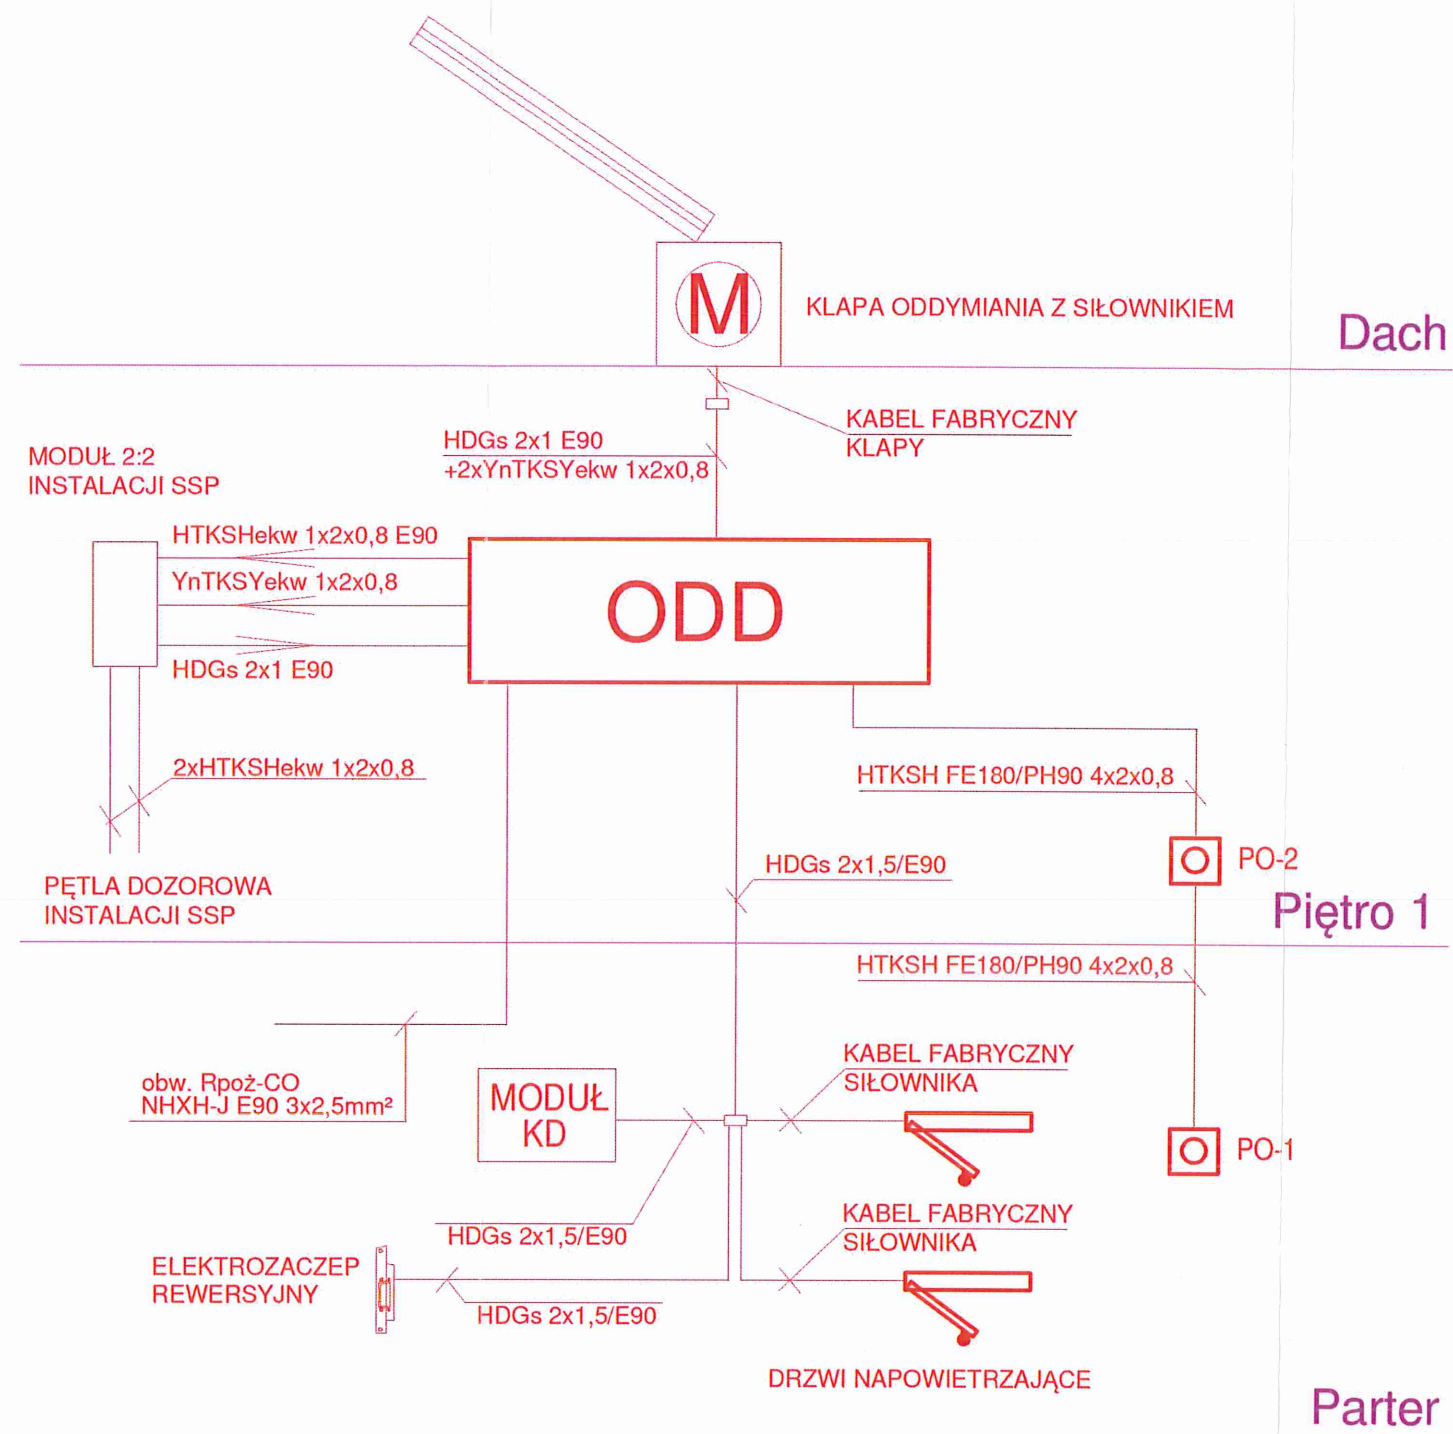 M
KLAPA ODDYMIANIA Z SIŁOWNIKIEM
Dach
KABEL FABRYCZNY
KLAPY
HDGs 2x1 E90
+2xYnTKSYekw 1x2x0,8
MODUŁ 2:2
INSTALACJI SSP
HTKSHekw 1x2x0,8 E90
YnTKSYekw 1x2x0,8
HDGs 2x1 E90
ODD
2xHTKSHekw 1x2x0,8
PĘTLA DOZOROWA
INSTALACJI SSP
HTKSH FE180/PH90 4x2x0,8
PO-2
HDGs 2x1,5/E90
Piętro 1
HTKSH FE180/PH90 4x2x0,8
obw. Rpoż-CO
NHXH-J E90 3x2,5mm²
MODUŁ
KD
KABEL FABRYCZNY
SIŁOWNIKA
PO-1
HDGs 2x1,5/E90
KABEL FABRYCZNY
SIŁOWNIKA
ELEKTROZACZEP
REWERSYJNY
HDGs 2x1,5/E90
DRZWI NAPOWIETRZAJĄCE
Parter